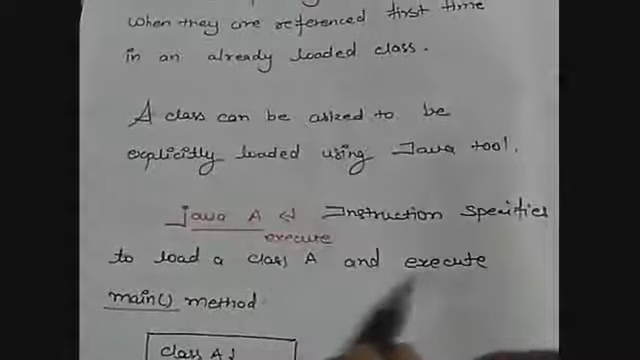 when they are referenced first time
in an already loaded class.
A class can be asked to be
explicitly loaded using Java tool.
java A ↵ Instruction specifies
execute
to load a class A and execute
main() method.
class A {